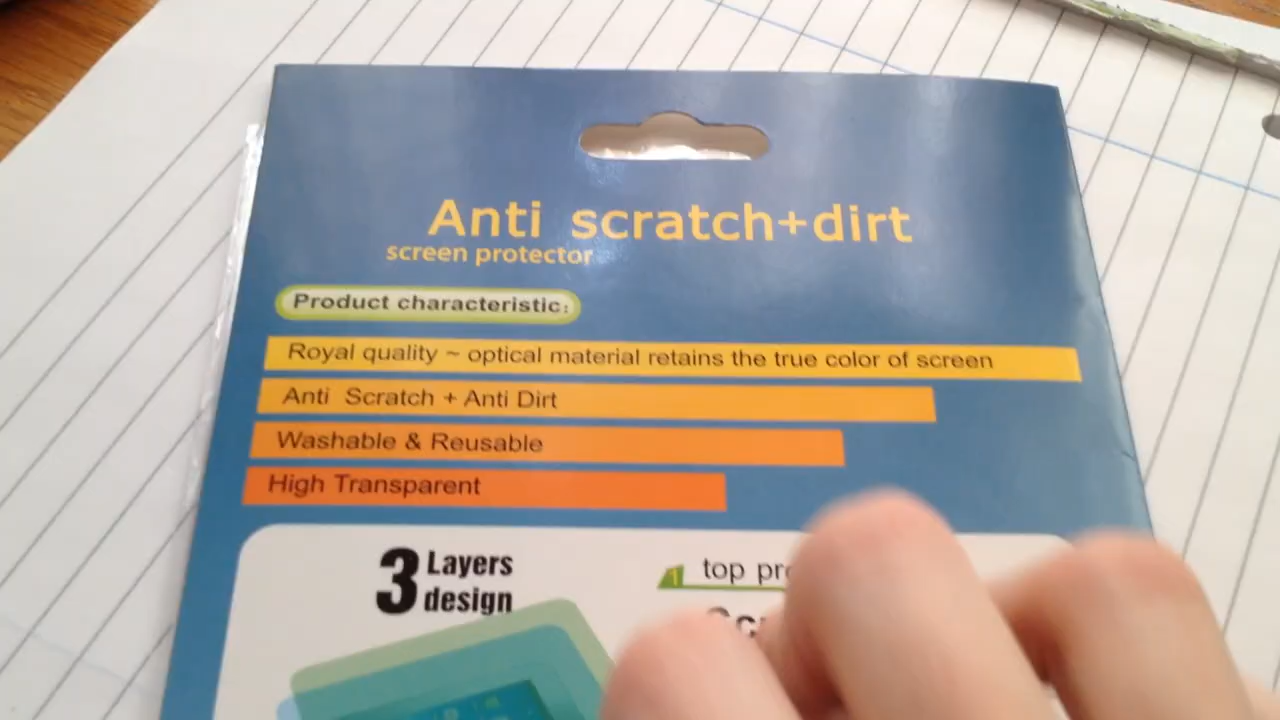 Anti scratch+dirt
screen protector
Product characteristic:
Royal quality ~ optical material retains the true color of screen
Anti Scratch + Anti Dirt
Washable & Reusable
High Transparent
3 Layers
design
1 top